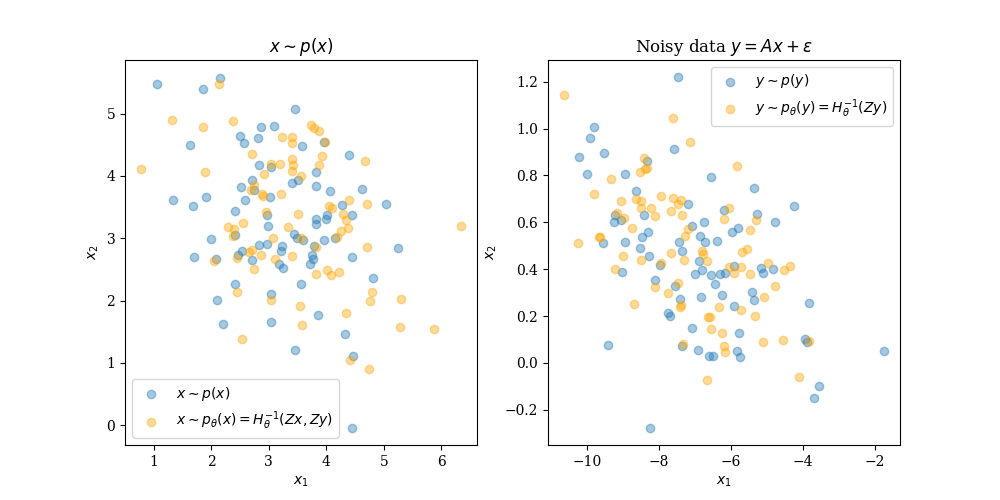 x ∼ p(x)
x₂
5
4
3
2
1
0
x ∼ p(x)
x ∼ p_θ(x) = H_θ^{-1}(Zx, Zy)
1 2 3 4 5 6
x₁
Noisy data y = Ax + ε
x₂
1.2
1.0
0.8
0.6
0.4
0.2
0.0
−0.2
y ∼ p(y)
y ∼ p_θ(y) = H_θ^{-1}(Zy)
−10 −8 −6 −4 −2
x₁